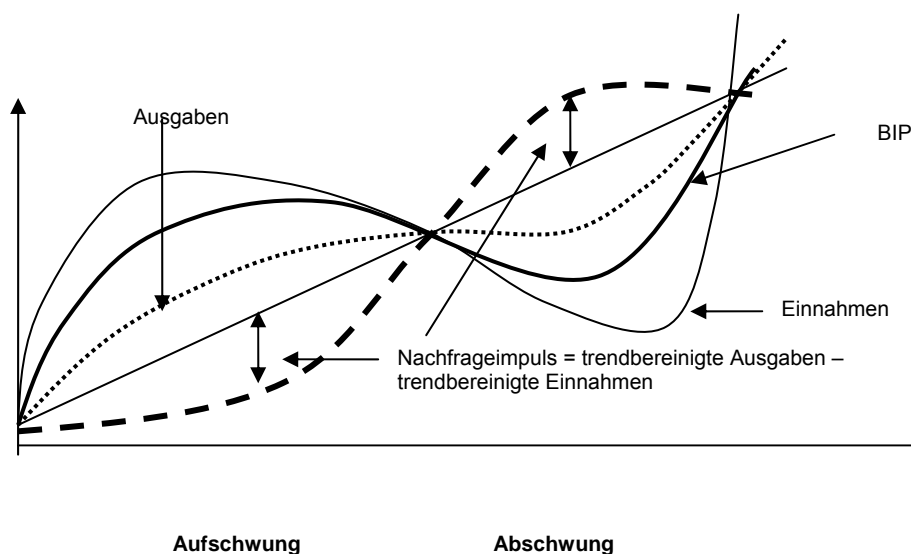 Ausgaben
BIP
Einnahmen
Nachfrageimpuls = trendbereinigte Ausgaben –
trendbereinigte Einnahmen
Aufschwung
Abschwung